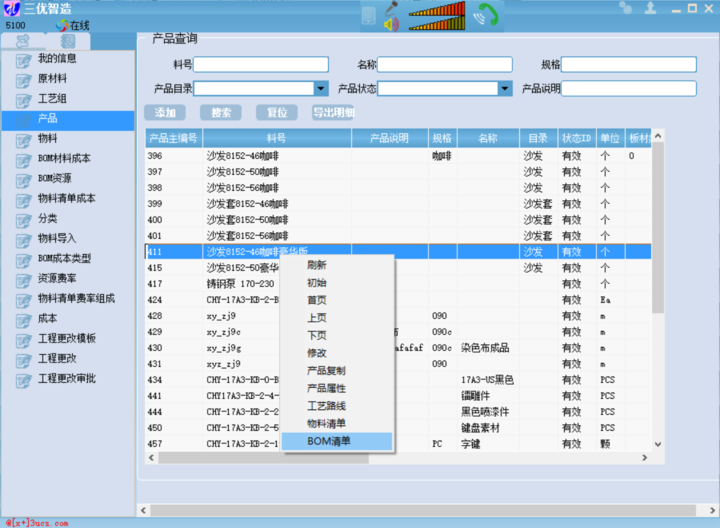 三优智造
5100 在线
我的信息
原材料
工艺组
产品
物料
BOM材料成本
BOM资源
物料清单成本
分类
物料导入
BOM成本类型
资源费率
物料清单费率组成
成本
工程更改模板
工程更改
工程更改审批
产品查询
料号 名称 规格
产品目录 产品状态 产品说明
添加 搜索 复位 导出明细
产品主编号 料号 产品说明 规格 名称 目录 状态ID 单位
396 沙发8152-46咖啡 咖啡 沙发 有效 个 0
397 沙发8152-50咖啡 沙发 有效 个
398 沙发8152-56咖啡 沙发 有效 个
399 沙发套8152-46咖啡 沙发套 有效 个
400 沙发套8152-50咖啡 沙发套 有效 个
401 沙发套8152-56咖啡 沙发套 有效 个
411 沙发8152-46咖啡豪华版 沙发 有效 个
415 沙发8152-50豪华 沙发 有效 个
417 铸钢泵 170-230 有效 个
424 CHY-17A3-KB-2-B 有效 Ea
428 xy_zj9 090 有效 m
429 xy_zj9c 090c 有效 m
430 xy_zj9g afafaf 090c 染色布成品 有效 m
431 xyz_zj9 090 有效 m
434 CHY-17A3-KB-0-B 17A3-US黑色 有效 PCS
441 CHY17A3-KB-2-4- 镭雕件 有效 PCS
444 CHY-17A3-KB-2-2 黑色喷漆件 有效 PCS
450 CHY-17A3-KB-2-5 键盘素材 有效 PCS
457 CHY-17A3-KB-2-1 PC 字键 有效 颗
刷新
初始
首页
上页
下页
修改
产品复制
产品属性
工艺路线
物料清单
BOM清单
@[x+]3ucx.com